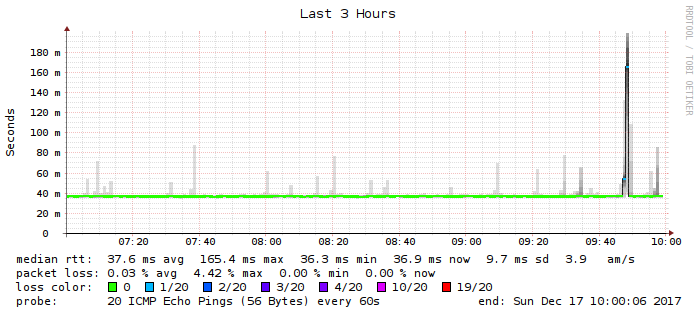 Last 3 Hours
RRDTOOL / TOBI OETIKER
Seconds
180 m
160 m
140 m
120 m
100 m
80 m
60 m
40 m
20 m
0
07:20 07:40 08:00 08:20 08:40 09:00 09:20 09:40 10:00
median rtt: 37.6 ms avg 165.4 ms max 36.3 ms min 36.9 ms now 9.7 ms sd 3.9 am/s
packet loss: 0.03 % avg 4.42 % max 0.00 % min 0.00 % now
loss color: 0 1/20 2/20 3/20 4/20 10/20 19/20
probe: 20 ICMP Echo Pings (56 Bytes) every 60s end: Sun Dec 17 10:00:06 2017